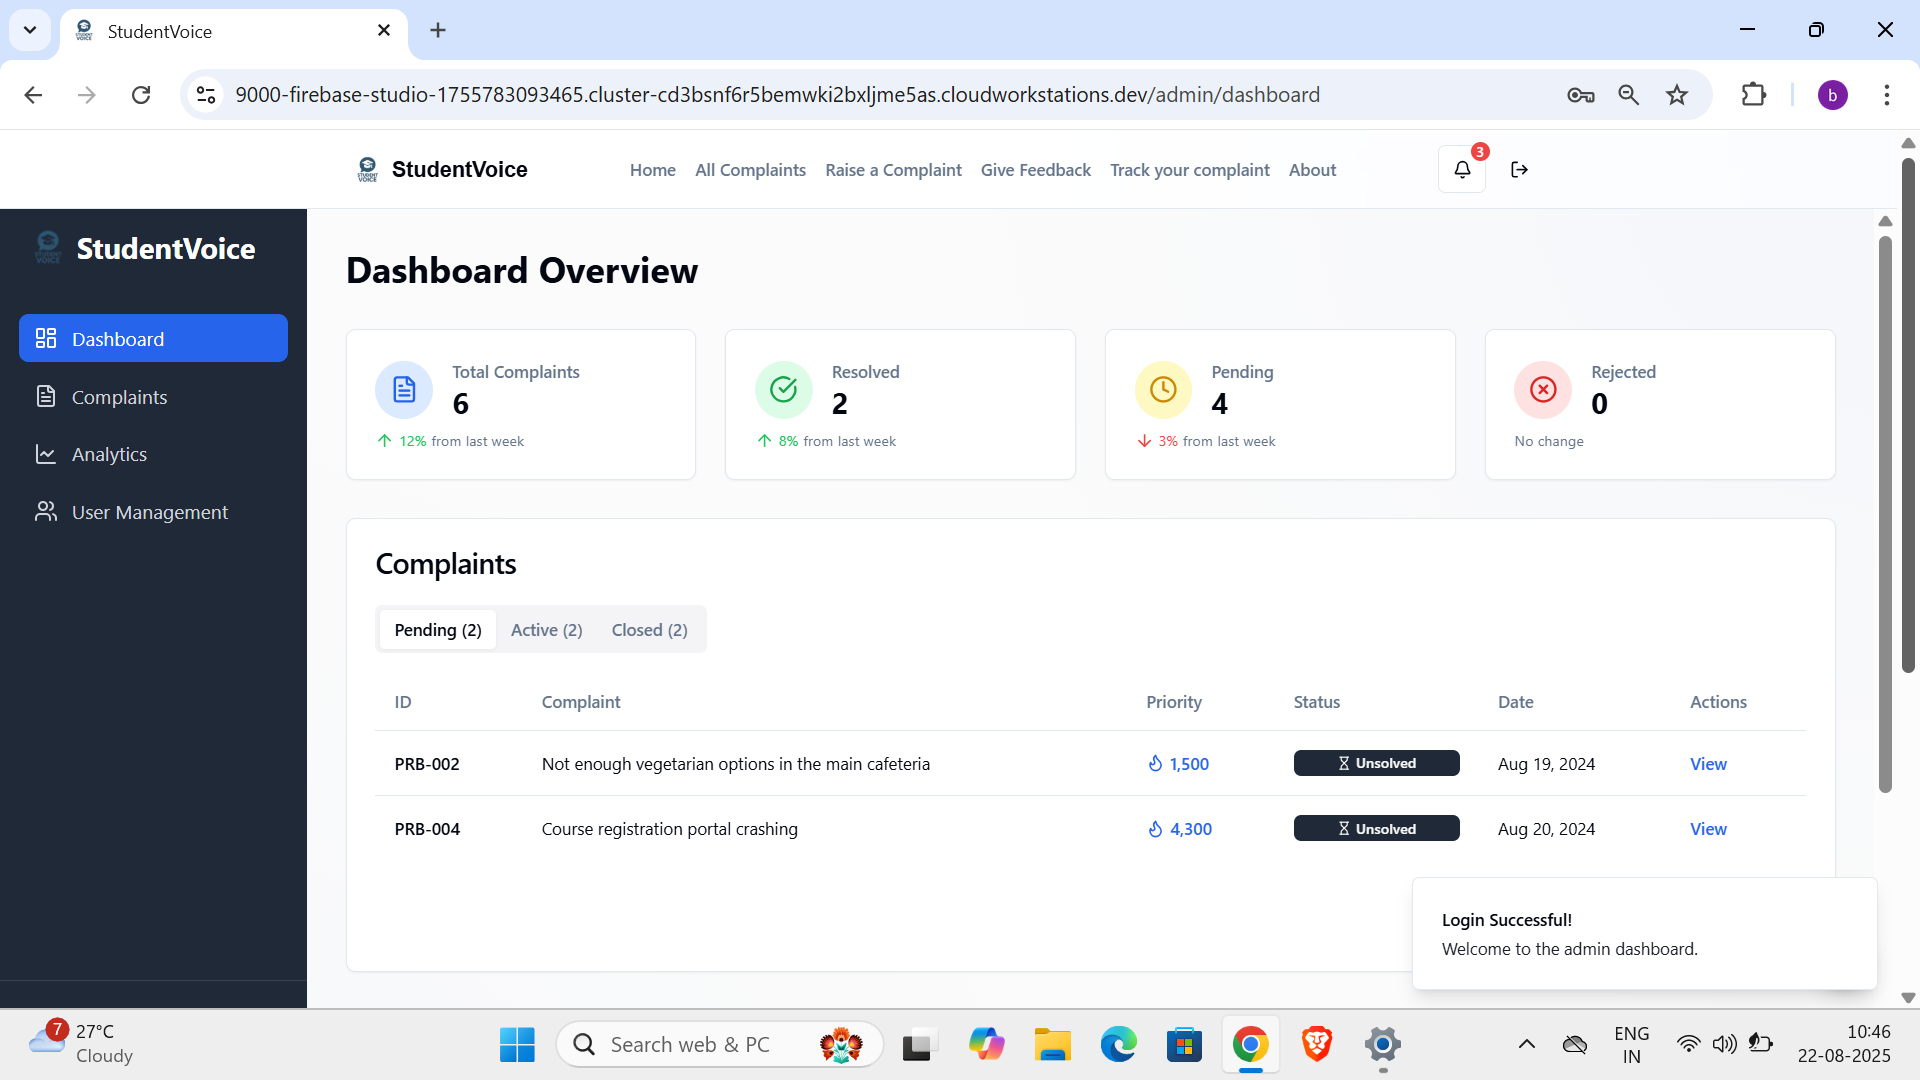 StudentVoice
9000-firebase-studio-1755783093465.cluster-cd3bsnf6r5bemwki2bxljme5as.cloudworkstations.dev/admin/dashboard
b
StudentVoice
Home
All Complaints
Raise a Complaint
Give Feedback
Track your complaint
About
3
StudentVoice
Dashboard
Complaints
Analytics
User Management
Dashboard Overview
Total Complaints
6
12% from last week
Resolved
2
8% from last week
Pending
4
3% from last week
Rejected
0
No change
Complaints
Pending (2)
Active (2)
Closed (2)
ID Complaint Priority Status Date Actions
PRB-002 Not enough vegetarian options in the main cafeteria 1,500 Unsolved Aug 19, 2024 View
PRB-004 Course registration portal crashing 4,300 Unsolved Aug 20, 2024 View
Login Successful!
Welcome to the admin dashboard.
7
27°C
Cloudy
Search web & PC
ENG
IN
10:46
22-08-2025